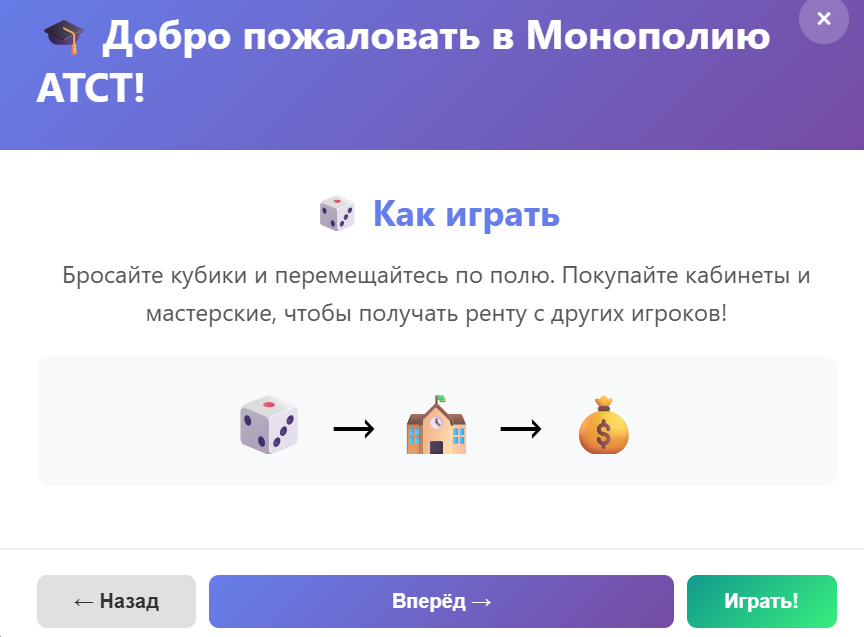 Добро пожаловать в Монополию
АТСТ!
×
Как играть
Бросайте кубики и перемещайтесь по полю. Покупайте кабинеты и
мастерские, чтобы получать ренту с других игроков!
→ →
← Назад
Вперёд →
Играть!